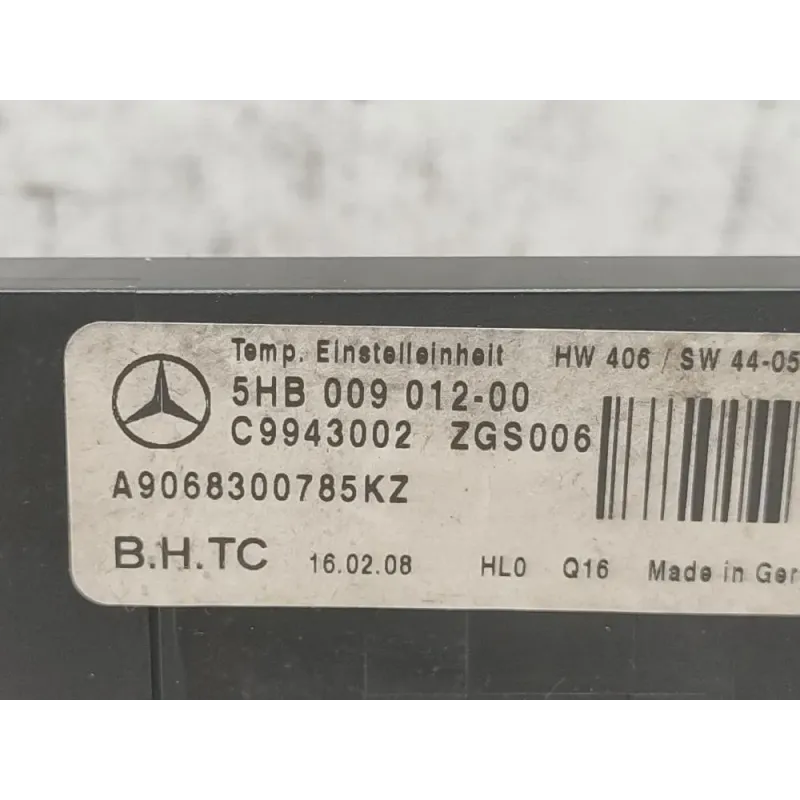 Temp. Einstelleinheit HW 406 / SW 44-05
5HB 009 012-00
C9943002 ZGS006
A9068300785KZ
B.H.TC 16.02.08 HL0 Q16 Made in Ger